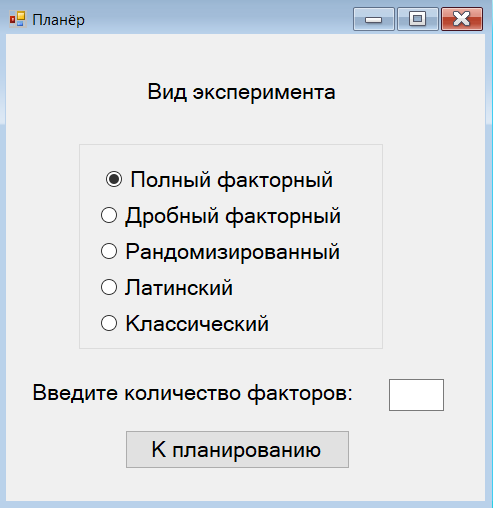 Планёр
Вид эксперимента
Полный факторный
Дробный факторный
Рандомизированный
Латинский
Классический
Введите количество факторов:
К планированию